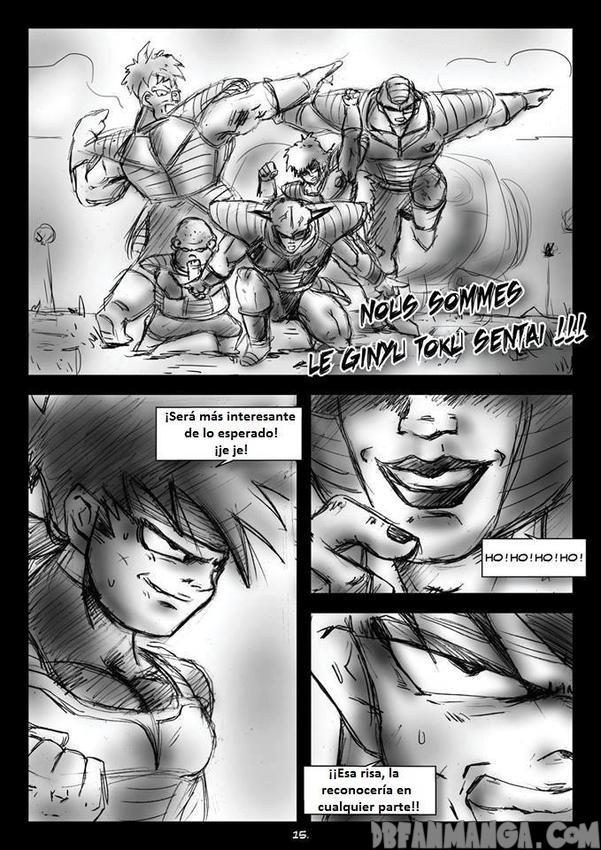 NOUS SOMMES
LE GINYU TOKU SENTAI !!!
¡Será más interesante
de lo esperado!
¡je je!
HO!HO!HO!HO!
¡¡Esa risa, la
reconocería en
cualquier parte!!
15.
DBFANMANGA.COM